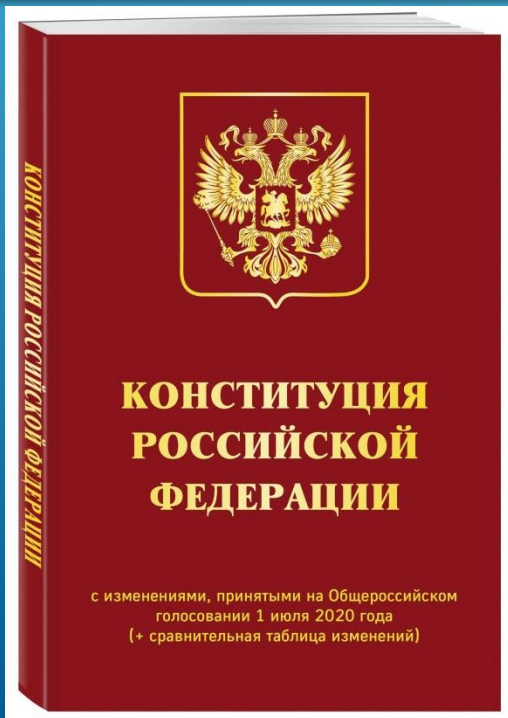 КОНСТИТУЦИЯ РОССИЙСКОЙ ФЕДЕРАЦИИ
КОНСТИТУЦИЯ
РОССИЙСКОЙ
ФЕДЕРАЦИИ
с изменениями, принятыми на Общероссийском
голосовании 1 июля 2020 года
(+ сравнительная таблица изменений)